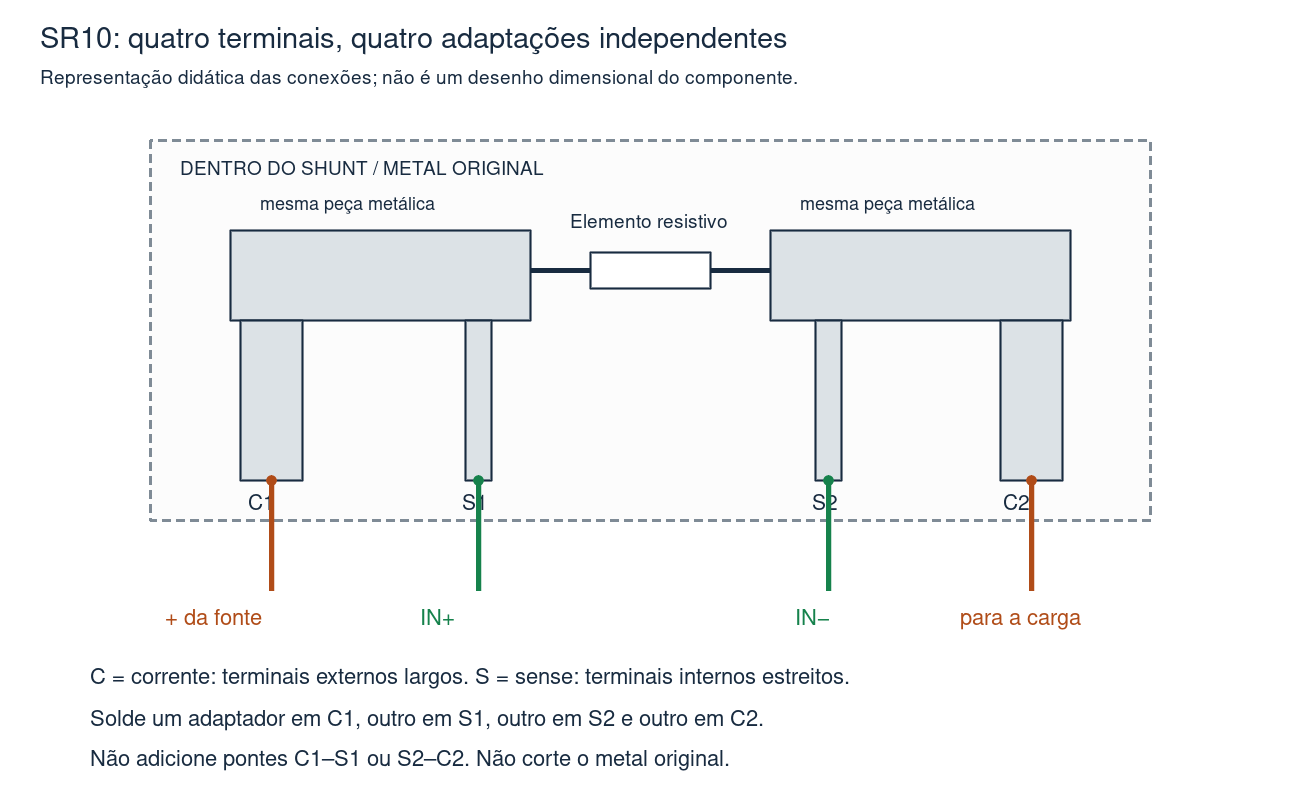 SR10: quatro terminais, quatro adaptações independentes
Representação didática das conexões; não é um desenho dimensional do componente.
DENTRO DO SHUNT / METAL ORIGINAL
mesma peça metálica
Elemento resistivo
mesma peça metálica
C1
S1
S2
C2
+ da fonte
IN+
IN−
para a carga
C = corrente: terminais externos largos. S = sense: terminais internos estreitos.
Solde um adaptador em C1, outro em S1, outro em S2 e outro em C2.
Não adicione pontes C1–S1 ou S2–C2. Não corte o metal original.